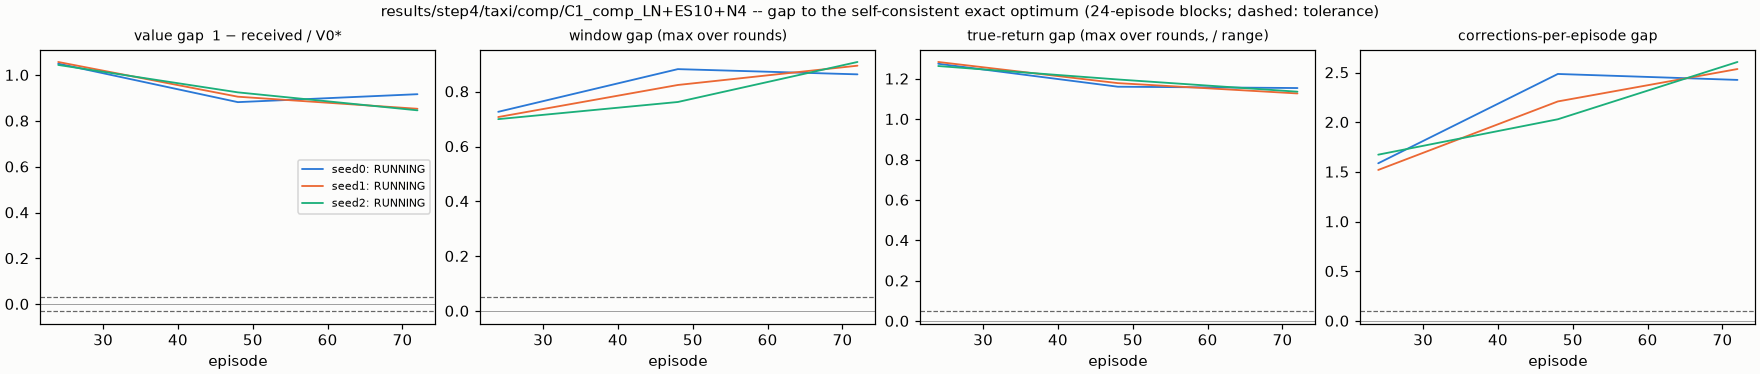 results/step4/taxi/comp/C1_comp_LN+ES10+N4 -- gap to the self-consistent exact optimum (24-episode blocks; dashed: tolerance)
value gap  1 − received / V0*
1.0
0.8
0.6
0.4
0.2
0.0
seed0: RUNNING
seed1: RUNNING
seed2: RUNNING
30 40 50 60 70
episode
window gap (max over rounds)
0.8
0.6
0.4
0.2
0.0
30 40 50 60 70
episode
true-return gap (max over rounds, / range)
1.2
1.0
0.8
0.6
0.4
0.2
0.0
30 40 50 60 70
episode
corrections-per-episode gap
2.5
2.0
1.5
1.0
0.5
0.0
30 40 50 60 70
episode